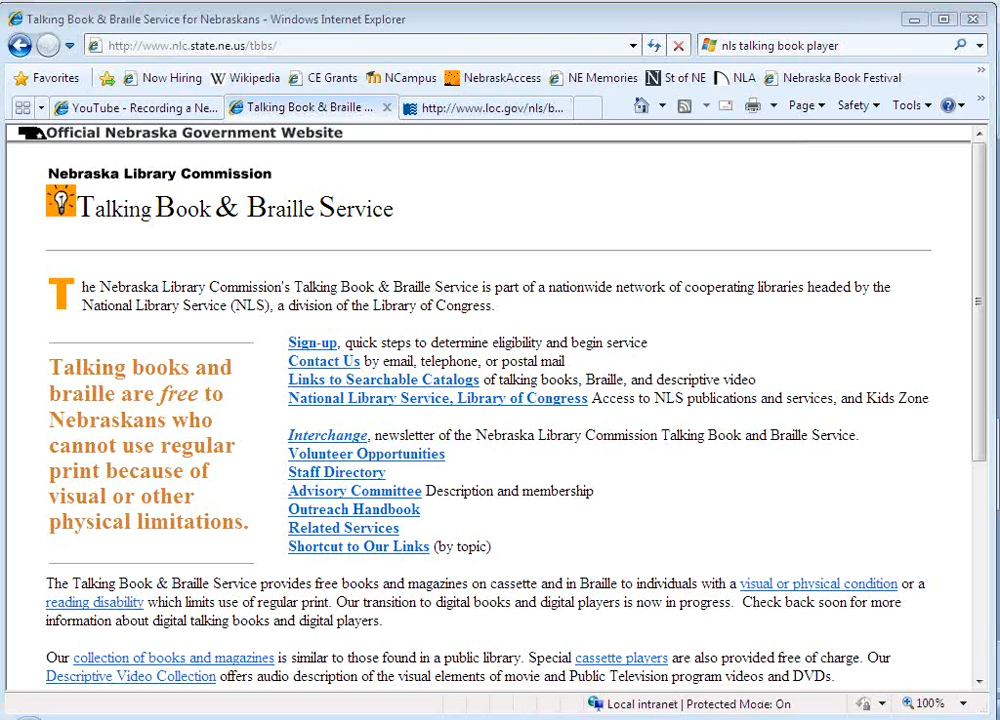 Talking Book & Braille Service for Nebraskans - Windows Internet Explorer
http://www.nlc.state.ne.us/tbbs/
nls talking book player
Favorites Now Hiring Wikipedia CE Grants NCampus NebraskAccess NE Memories St of NE NLA Nebraska Book Festival
YouTube - Recording a Ne... Talking Book & Braille ... http://www.loc.gov/nls/b... Page Safety Tools
Official Nebraska Government Website
Nebraska Library Commission
Talking Book & Braille Service
The Nebraska Library Commission's Talking Book & Braille Service is part of a nationwide network of cooperating libraries headed by the
National Library Service (NLS), a division of the Library of Congress.
Talking books and
braille are free to
Nebraskans who
cannot use regular
print because of
visual or other
physical limitations.
Sign-up, quick steps to determine eligibility and begin service
Contact Us by email, telephone, or postal mail
Links to Searchable Catalogs of talking books, Braille, and descriptive video
National Library Service, Library of Congress Access to NLS publications and services, and Kids Zone
Interchange, newsletter of the Nebraska Library Commission Talking Book and Braille Service.
Volunteer Opportunities
Staff Directory
Advisory Committee Description and membership
Outreach Handbook
Related Services
Shortcut to Our Links (by topic)
The Talking Book & Braille Service provides free books and magazines on cassette and in Braille to individuals with a visual or physical condition or a
reading disability which limits use of regular print. Our transition to digital books and digital players is now in progress. Check back soon for more
information about digital talking books and digital players.
Our collection of books and magazines is similar to those found in a public library. Special cassette players are also provided free of charge. Our
Descriptive Video Collection offers audio description of the visual elements of movie and Public Television program videos and DVDs.
Local intranet | Protected Mode: On
100%